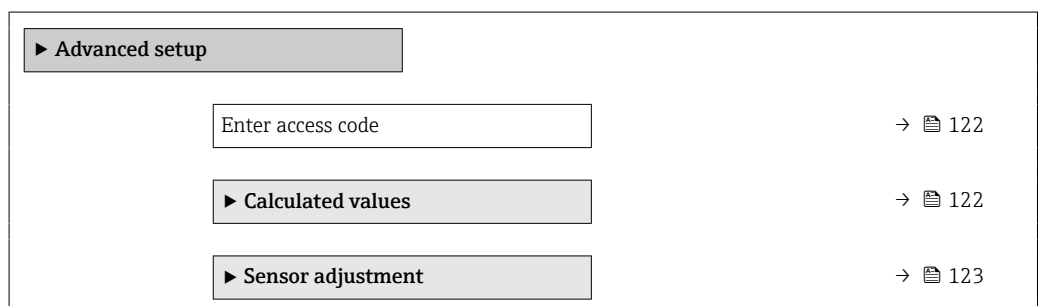 ► Advanced setup
Enter access code → 🖺 122
► Calculated values → 🖺 122
► Sensor adjustment → 🖺 123